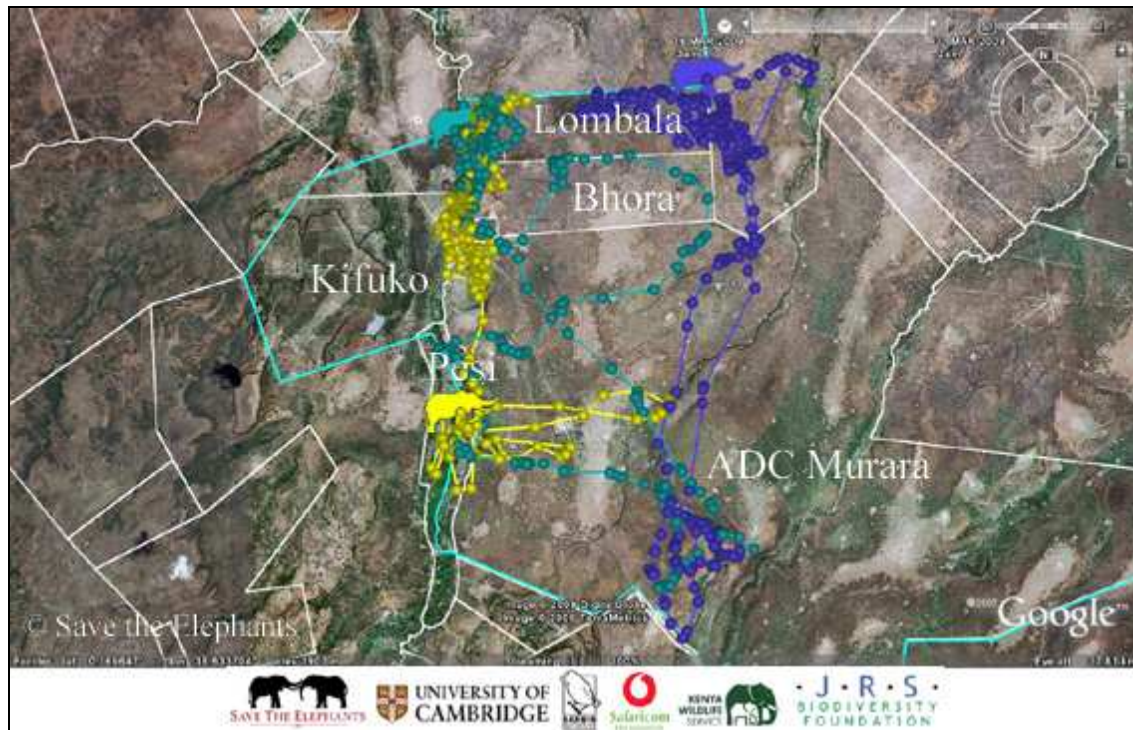 Lombala
Bhora
Kifuko
Pesi
ADC Murara
© Save the Elephants
Google
SAVE THE ELEPHANTS
UNIVERSITY OF
CAMBRIDGE
Safaricom
KENYA
WILDLIFE
SERVICE
J·R·S
BIODIVERSITY
FOUNDATION